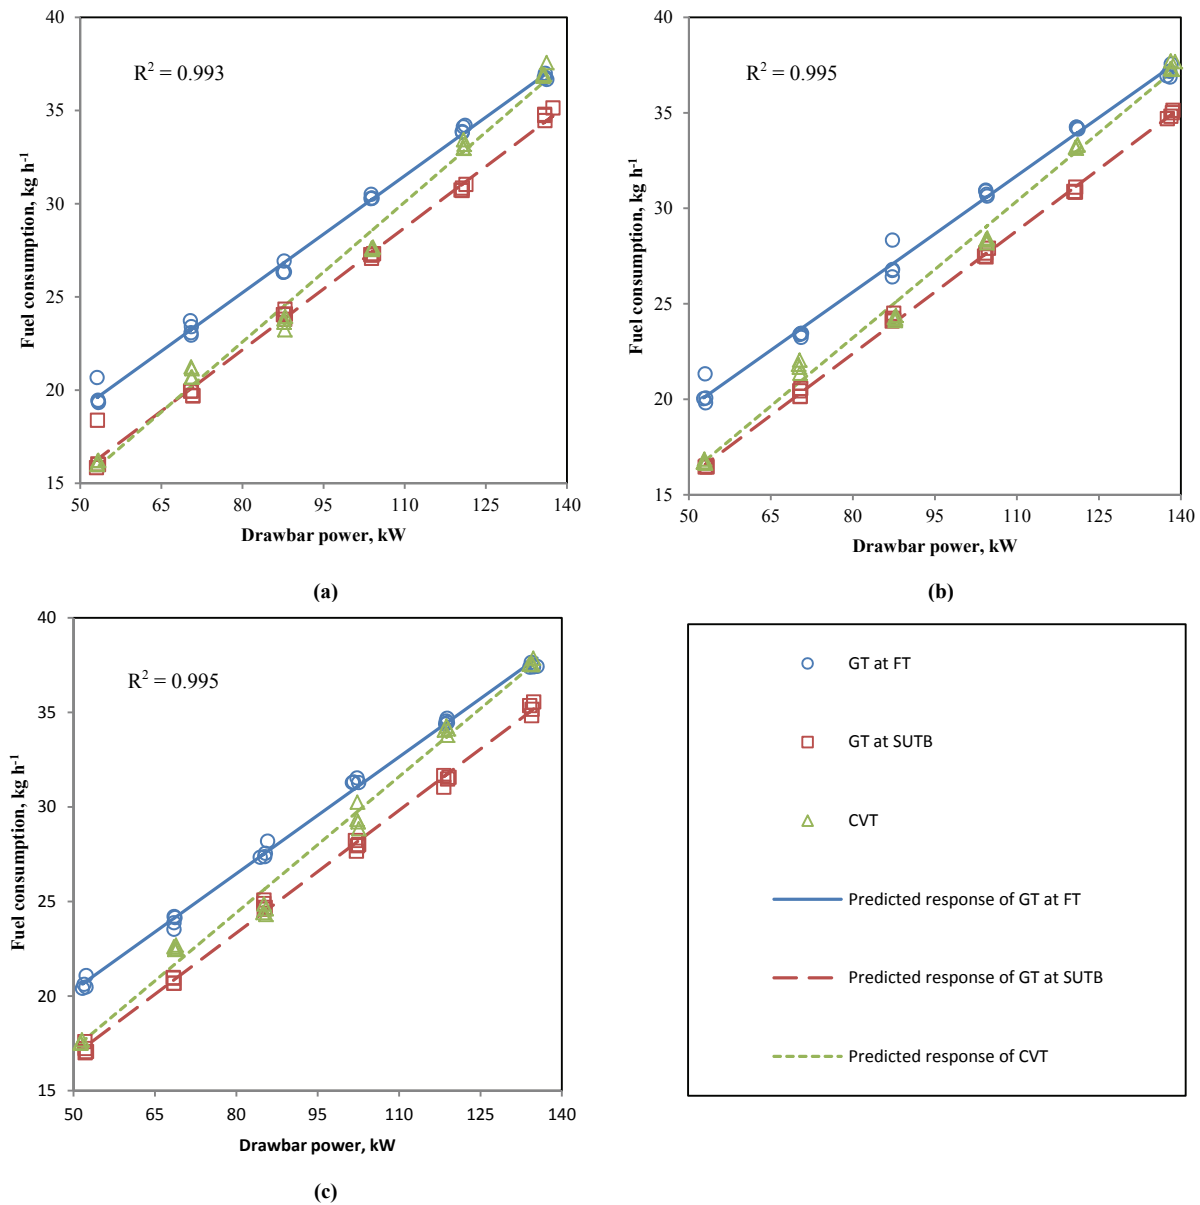 40
35
30
25
20
15
R² = 0.993
Fuel consumption, kg h⁻¹
50 65 80 95 110 125 140
Drawbar power, kW
(a)
40
35
30
25
20
15
R² = 0.995
Fuel consumption, kg h⁻¹
50 65 80 95 110 125 140
Drawbar power, kW
(b)
40
35
30
25
20
15
R² = 0.995
Fuel consumption, kg h⁻¹
50 65 80 95 110 125 140
Drawbar power, kW
(c)
GT at FT
GT at SUTB
CVT
Predicted response of GT at FT
Predicted response of GT at SUTB
Predicted response of CVT